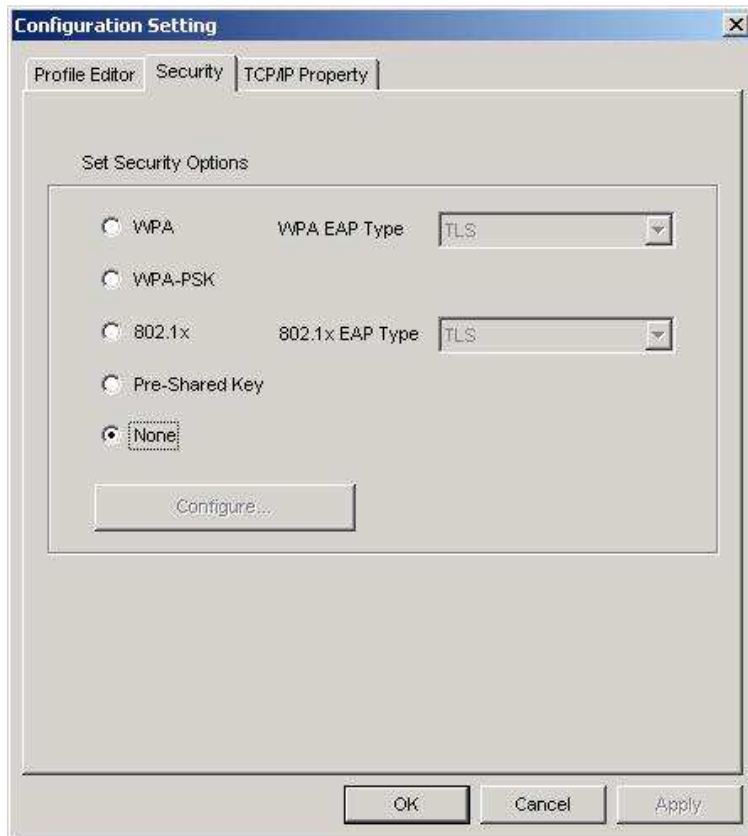 Configuration Setting
Profile Editor Security TCP/IP Property
Set Security Options
WPA WPA EAP Type TLS
WPA-PSK
802.1x 802.1x EAP Type TLS
Pre-Shared Key
None
Configure...
OK Cancel Apply